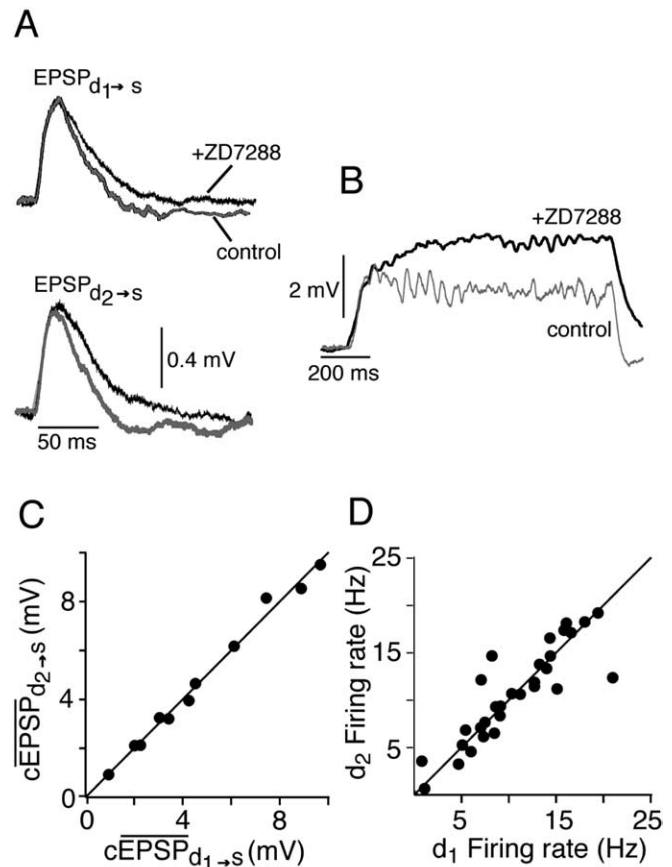 A
EPSPd₁→s
+ZD7288
control
EPSPd₂→s
0.4 mV
50 ms
B
+ZD7288
2 mV
control
200 ms
C
cEPSPd₂→s (mV)
8
4
0
0 4 8
cEPSPd₁→s (mV)
D
d₂ Firing rate (Hz)
25
15
5
5 15 25
d₁ Firing rate (Hz)